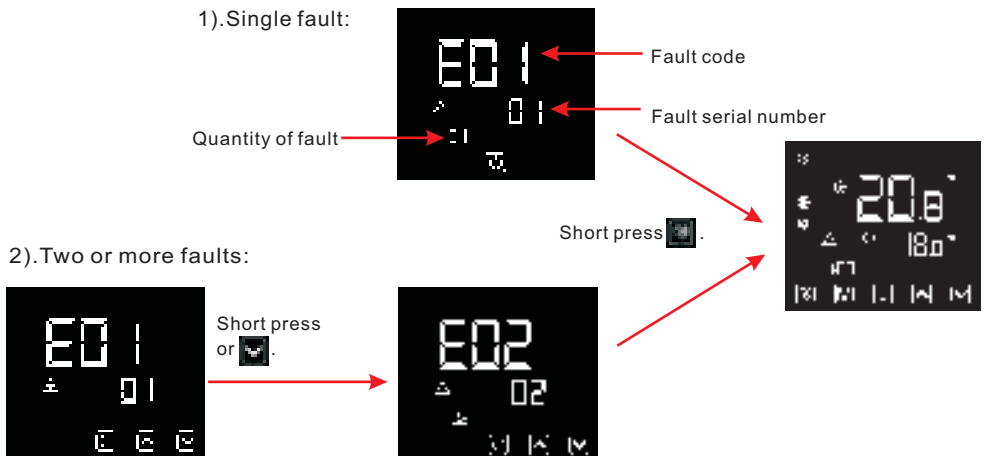 1).Single fault:
E01
Fault code
01
Fault serial number
Quantity of fault
20.8
18.0
Short press .
2).Two or more faults:
E01
01
Short press
or .
E02
02